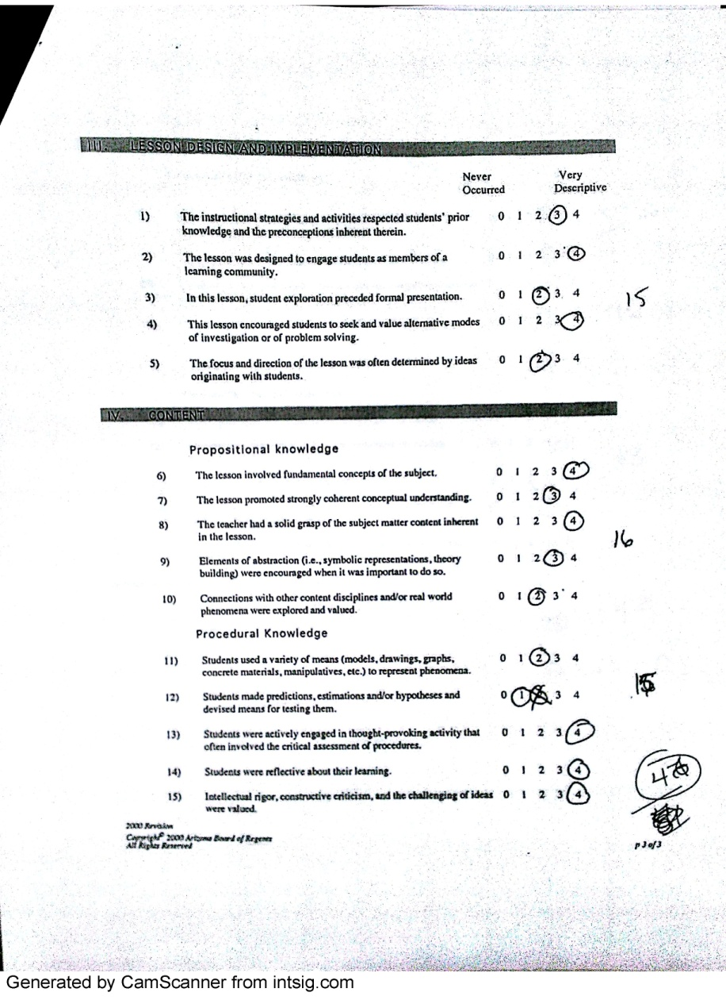 III. LESSON DESIGN AND IMPLEMENTATION
Never Very
Occurred Descriptive
1) The instructional strategies and activities respected students' prior 0 1 2 3 4
knowledge and the preconceptions inherent therein.
2) The lesson was designed to engage students as members of a 0 1 2 3 4
learning community.
3) In this lesson, student exploration preceded formal presentation. 0 1 2 3 4
15
4) This lesson encouraged students to seek and value alternative modes 0 1 2 3 4
of investigation or of problem solving.
5) The focus and direction of the lesson was often determined by ideas 0 1 2 3 4
originating with students.
IV. CONTENT
Propositional knowledge
6) The lesson involved fundamental concepts of the subject. 0 1 2 3 4
7) The lesson promoted strongly coherent conceptual understanding. 0 1 2 3 4
8) The teacher had a solid grasp of the subject matter content inherent 0 1 2 3 4
in the lesson.
16
9) Elements of abstraction (i.e., symbolic representations, theory 0 1 2 3 4
building) were encouraged when it was important to do so.
10) Connections with other content disciplines and/or real world 0 1 2 3 4
phenomena were explored and valued.
Procedural Knowledge
11) Students used a variety of means (models, drawings, graphs, 0 1 2 3 4
concrete materials, manipulatives, etc.) to represent phenomena.
12) Students made predictions, estimations and/or hypotheses and 0 1 3 4
devised means for testing them.
13) Students were actively engaged in thought-provoking activity that 0 1 2 3 4
often involved the critical assessment of procedures.
14) Students were reflective about their learning. 0 1 2 3 4
15) Intellectual rigor, constructive criticism, and the challenging of ideas 0 1 2 3 4
were valued.
2000 Revision
Copyright© 2000 Arizona Board of Regents
All Rights Reserved
p 3 of 3
Generated by CamScanner from intsig.com